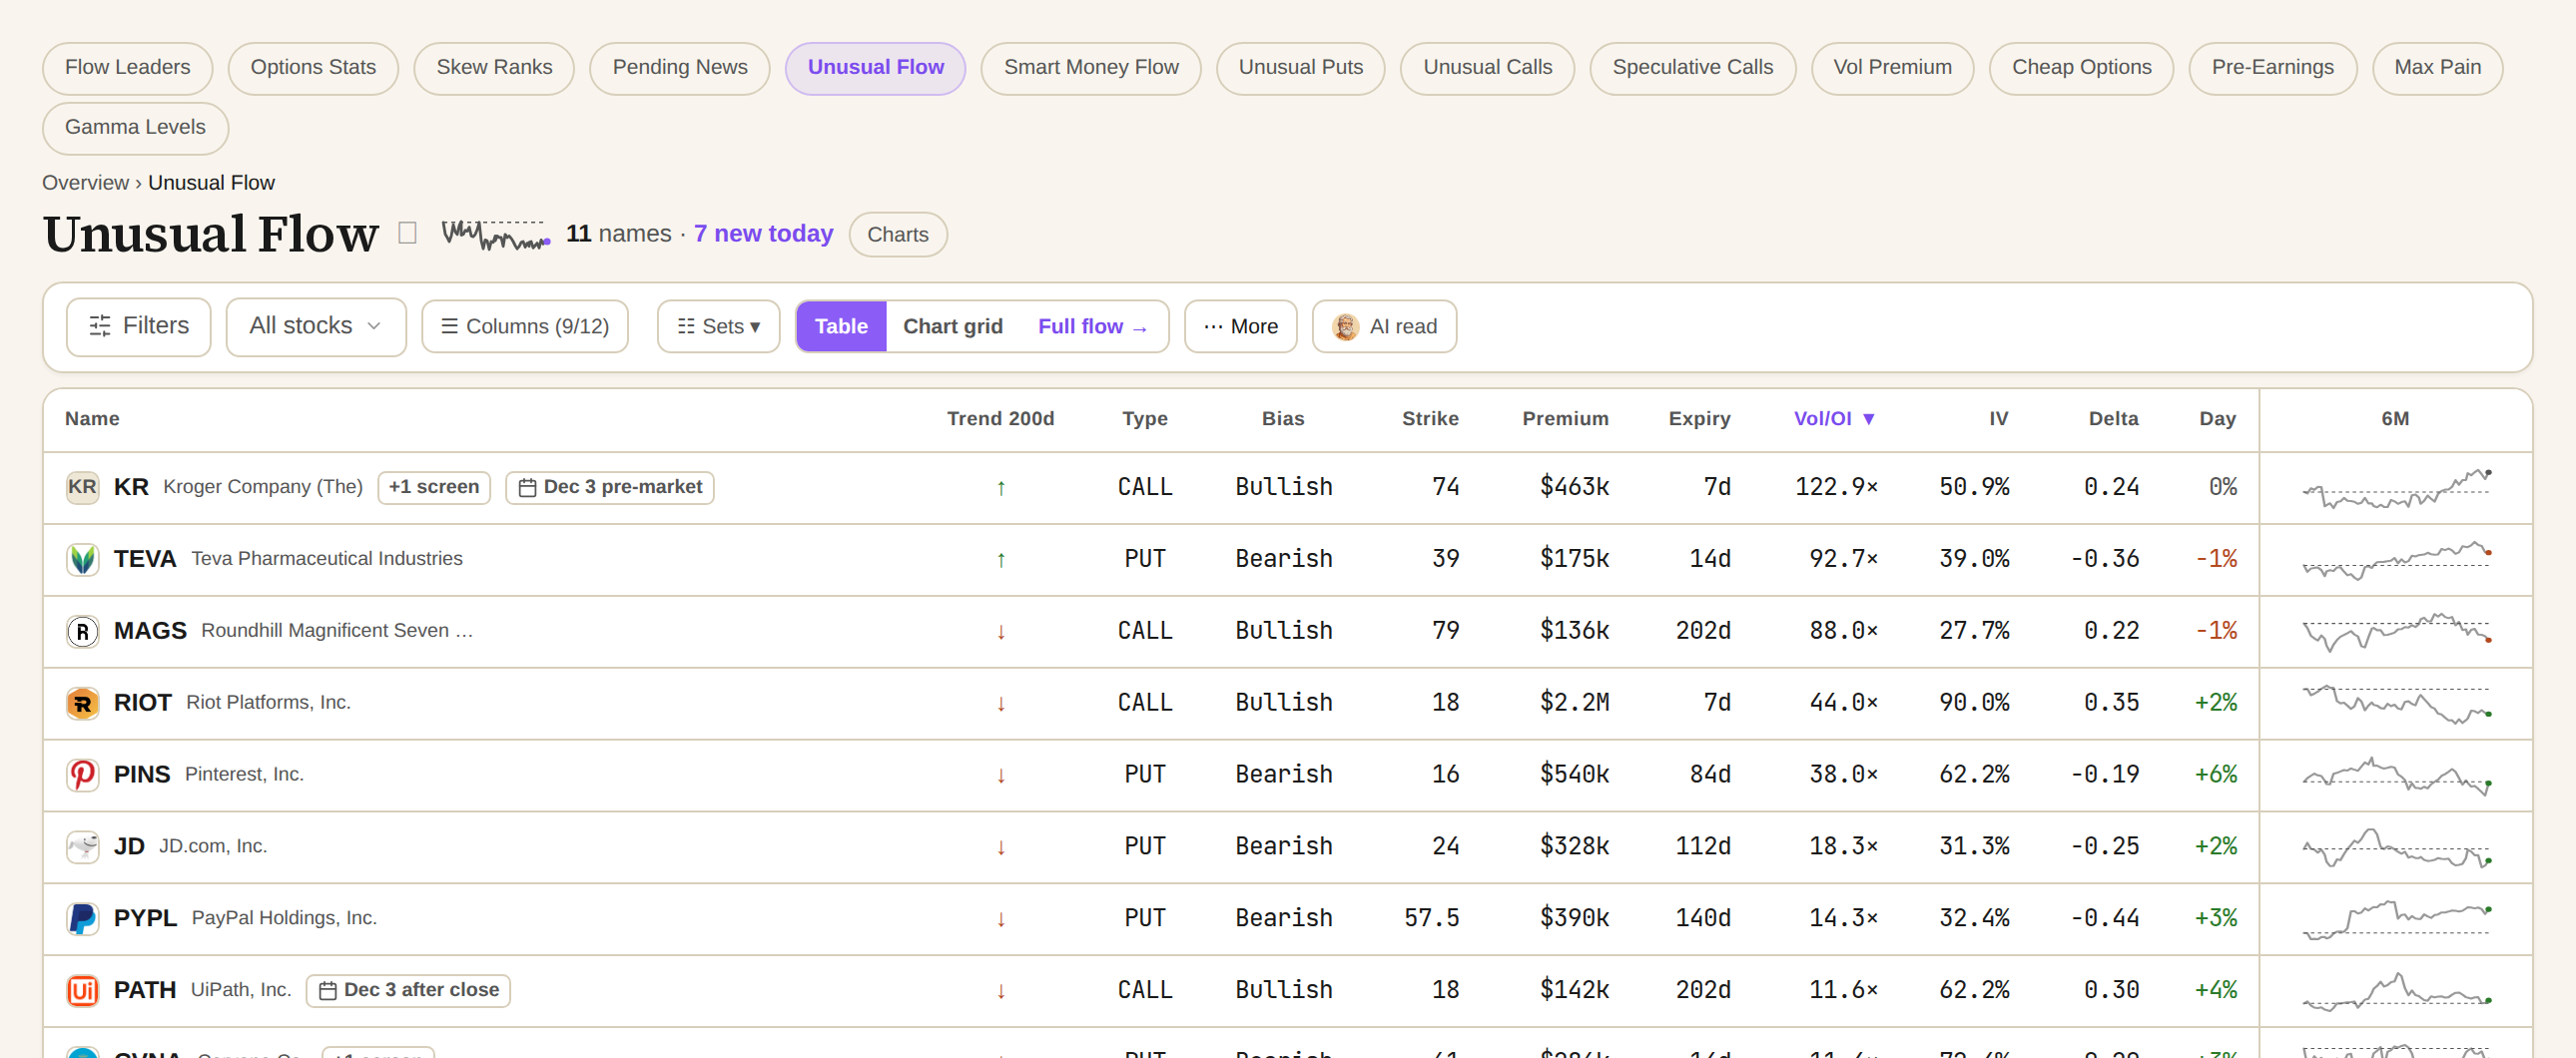 Flow Leaders Options Stats Skew Ranks Pending News Unusual Flow Smart Money Flow Unusual Puts Unusual Calls Speculative Calls Vol Premium Cheap Options Pre-Earnings Max Pain
Gamma Levels
Overview › Unusual Flow
Unusual Flow 11 names · 7 new today Charts
Filters All stocks Columns (9/12) Sets ▾ Table Chart grid Full flow → ⋯ More AI read
Name Trend 200d Type Bias Strike Premium Expiry Vol/OI ▼ IV Delta Day 6M
KR KR Kroger Company (The) +1 screen Dec 3 pre-market ↑ CALL Bullish 74 $463k 7d 122.9× 50.9% 0.24 0%
TEVA Teva Pharmaceutical Industries ↑ PUT Bearish 39 $175k 14d 92.7× 39.0% -0.36 -1%
R MAGS Roundhill Magnificent Seven … ↓ CALL Bullish 79 $136k 202d 88.0× 27.7% 0.22 -1%
R RIOT Riot Platforms, Inc. ↓ CALL Bullish 18 $2.2M 7d 44.0× 90.0% 0.35 +2%
PINS Pinterest, Inc. ↓ PUT Bearish 16 $540k 84d 38.0× 62.2% -0.19 +6%
JD JD.com, Inc. ↓ PUT Bearish 24 $328k 112d 18.3× 31.3% -0.25 +2%
PYPL PayPal Holdings, Inc. ↓ PUT Bearish 57.5 $390k 140d 14.3× 32.4% -0.44 +3%
Ui PATH UiPath, Inc. Dec 3 after close ↓ CALL Bullish 18 $142k 202d 11.6× 62.2% 0.30 +4%